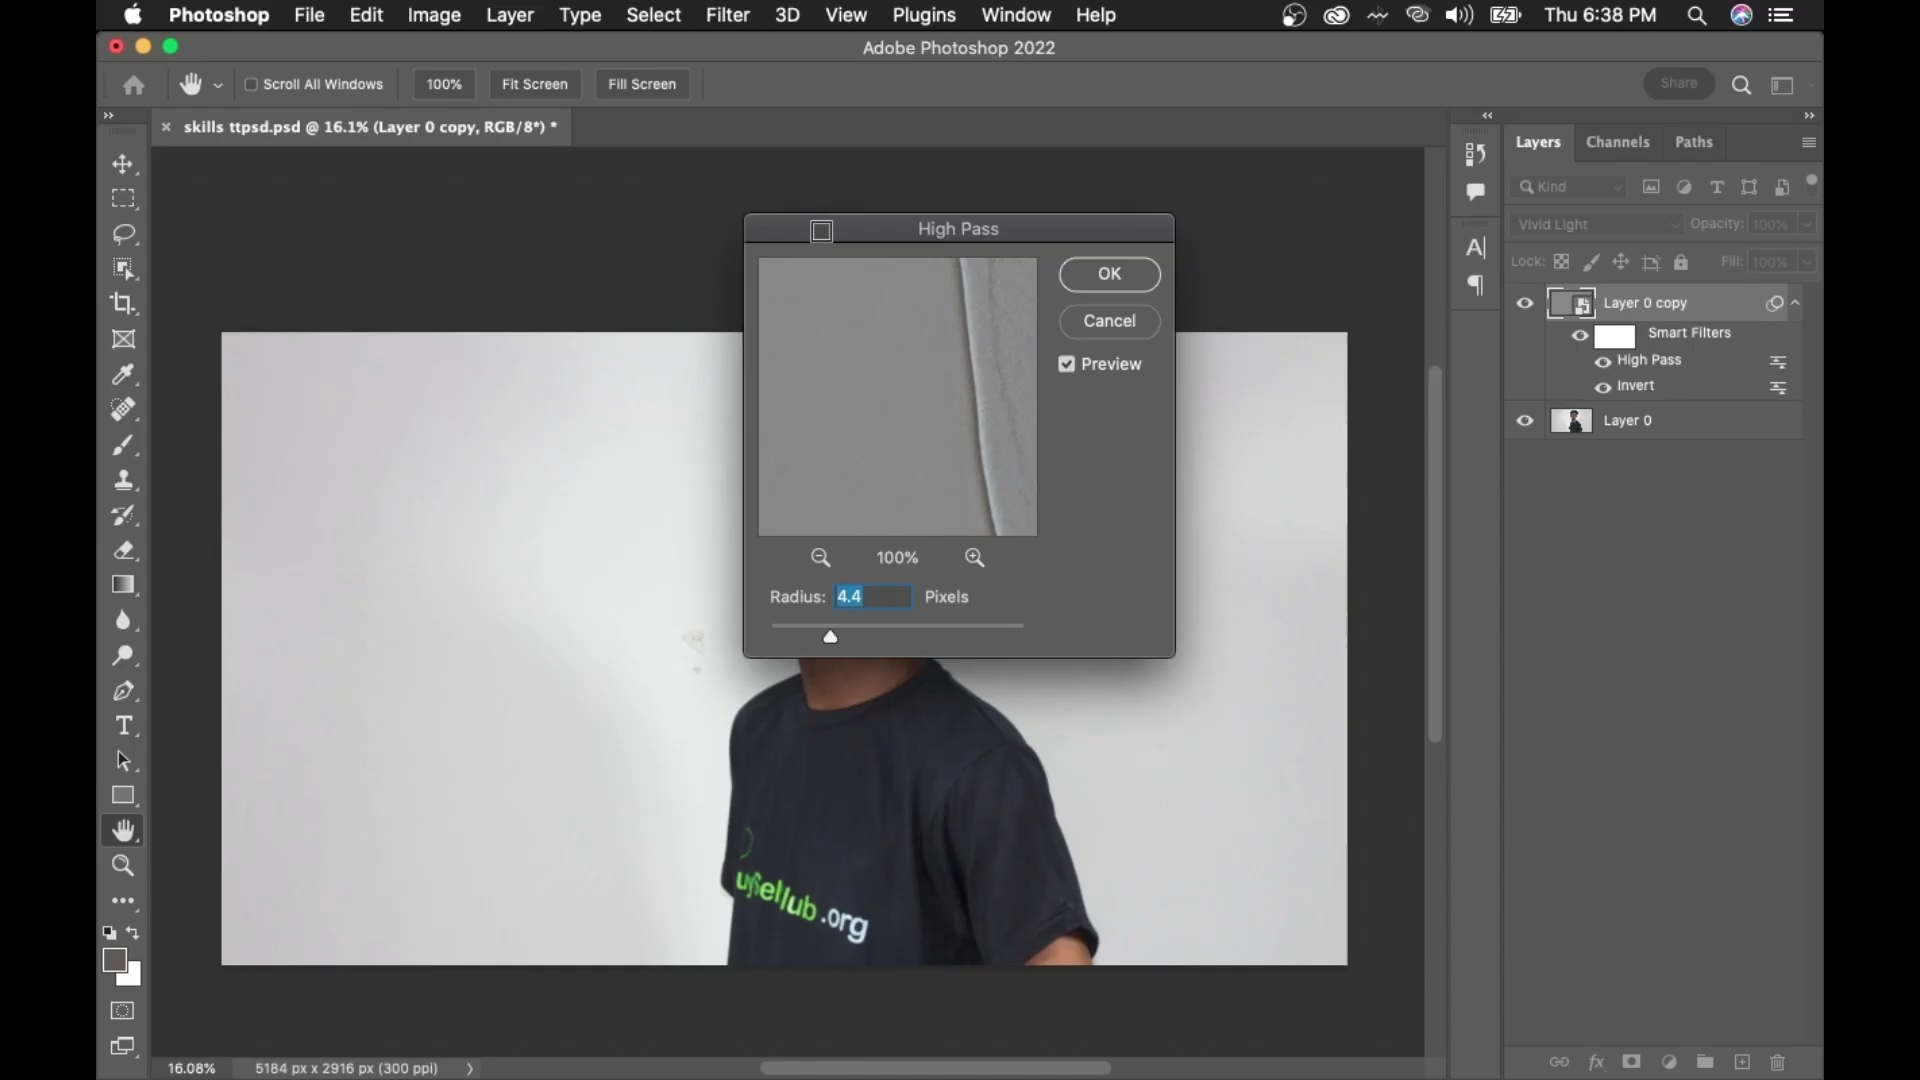 Photoshop File Edit Image Layer Type Select Filter 3D View Plugins Window Help Thu 6:38 PM
Adobe Photoshop 2022
Scroll All Windows 100% Fit Screen Fill Screen Share
skills ttpsd.psd @ 16.1% (Layer 0 copy, RGB/8*) *
Layers Channels Paths
Kind
Vivid Light Opacity: 100%
Lock: Fill: 100%
Layer 0 copy
Smart Filters
High Pass
Invert
Layer 0
High Pass
OK
Cancel
Preview
100%
Radius: 4.4 Pixels
uySellub.org
16.08% 5184 px x 2916 px (300 ppi)